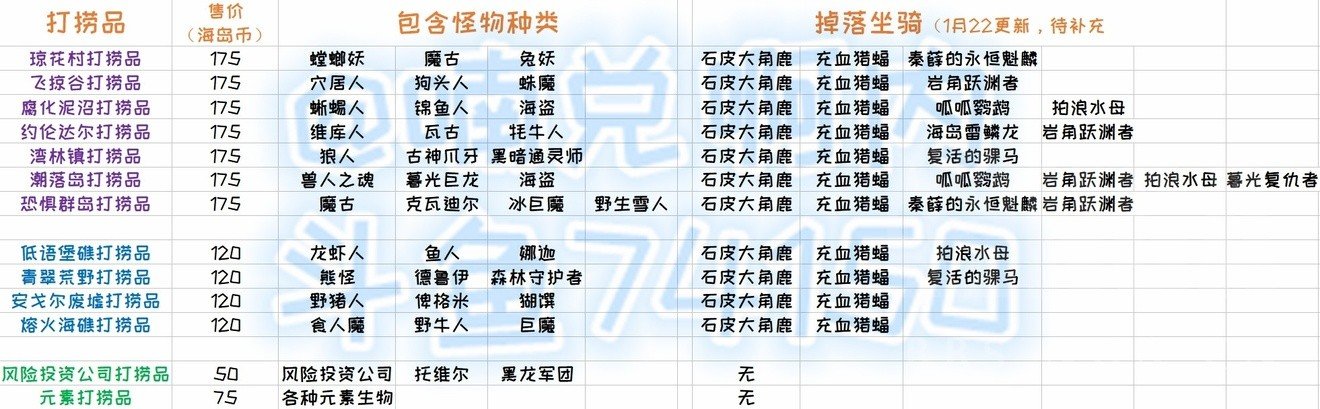 打捞品 售价 包含怪物种类 掉落坐骑（1月22更新，待补充
（海岛币）
琼花村打捞品 175 螳螂妖 魔古 兔妖 石皮大角鹿 充血猎蝠 秦薛的永恒魁麟
飞掠谷打捞品 175 穴居人 狗头人 蛛魔 石皮大角鹿 充血猎蝠 岩角跃渊者
腐化泥沼打捞品 175 蜥蜴人 锦鱼人 海盗 石皮大角鹿 充血猎蝠 呱呱鹦鹉 拍浪水母
约伦达尔打捞品 175 维库人 瓦古 牦牛人 石皮大角鹿 充血猎蝠 海岛雷鳞龙 岩角跃渊者
湾林镇打捞品 175 狼人 古神爪牙 黑暗通灵师 石皮大角鹿 充血猎蝠 复活的骒马
潮落岛打捞品 175 兽人之魂 暮光巨龙 海盗 石皮大角鹿 充血猎蝠 呱呱鹦鹉 岩角跃渊者 拍浪水母 暮光复仇者
恐惧群岛打捞品 175 魔古 克瓦迪尔 冰巨魔 野生雪人 石皮大角鹿 充血猎蝠 秦薛的永恒魁麟 岩角跃渊者
低语堡礁打捞品 120 龙虾人 鱼人 娜迦 石皮大角鹿 充血猎蝠 拍浪水母
青翠荒野打捞品 120 熊怪 德鲁伊 森林守护者 石皮大角鹿 充血猎蝠 复活的骒马
安戈尔废墟打捞品 120 野猪人 俾格米 猢馔 石皮大角鹿 充血猎蝠
熔火海礁打捞品 120 食人魔 野牛人 巨魔 石皮大角鹿 充血猎蝠
风险投资公司打捞品 50 风险投资公司 托维尔 黑龙军团 无
元素打捞品 75 各种元素生物 无